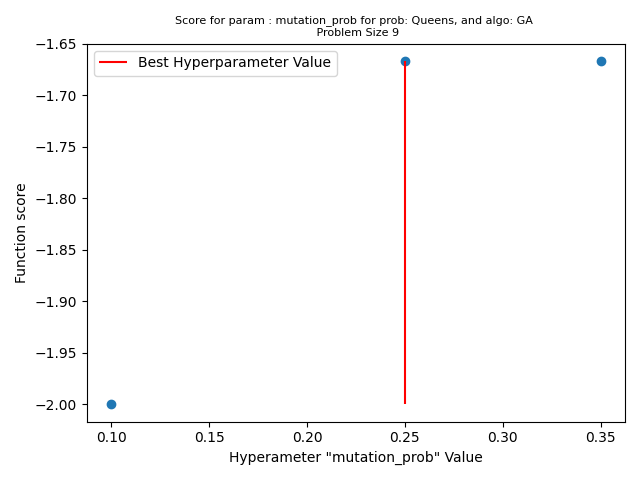 Score for param : mutation_prob for prob: Queens, and algo: GA
Problem Size 9
Best Hyperparameter Value
Function score
−1.65
−1.70
−1.75
−1.80
−1.85
−1.90
−1.95
−2.00
0.10 0.15 0.20 0.25 0.30 0.35
Hyperameter "mutation_prob" Value